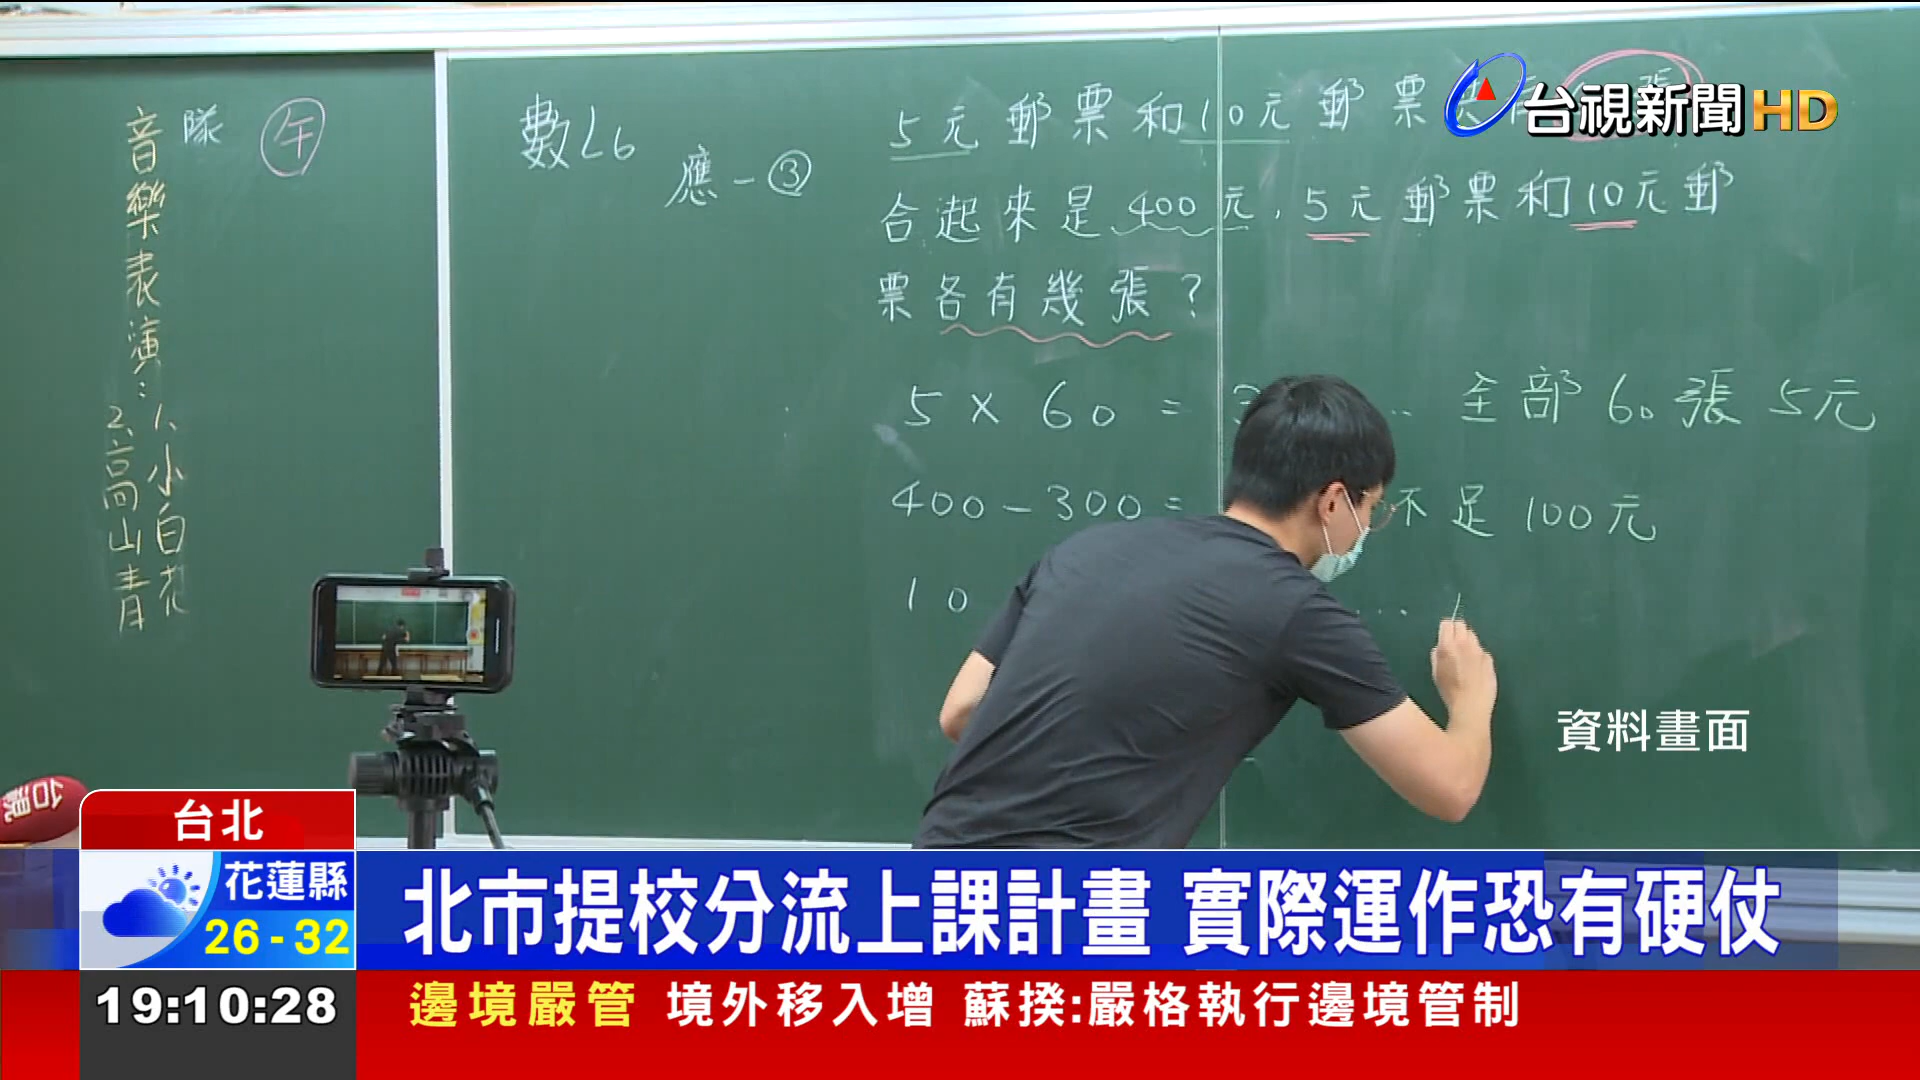 台視新聞HD
音樂表演：
1、小白花
2、高山青
隊
午
數L6
應-③
5元郵票和10元郵票
合起來是400元，5元郵票和10元郵
票各有幾張？
5 × 60 =
全部60張5元
400-300=
不足100元
10
資料畫面
台視
台北
花蓮縣
26-32
北市提校分流上課計畫 實際運作恐有硬仗
19:10:28
邊境嚴管 境外移入增 蘇揆:嚴格執行邊境管制